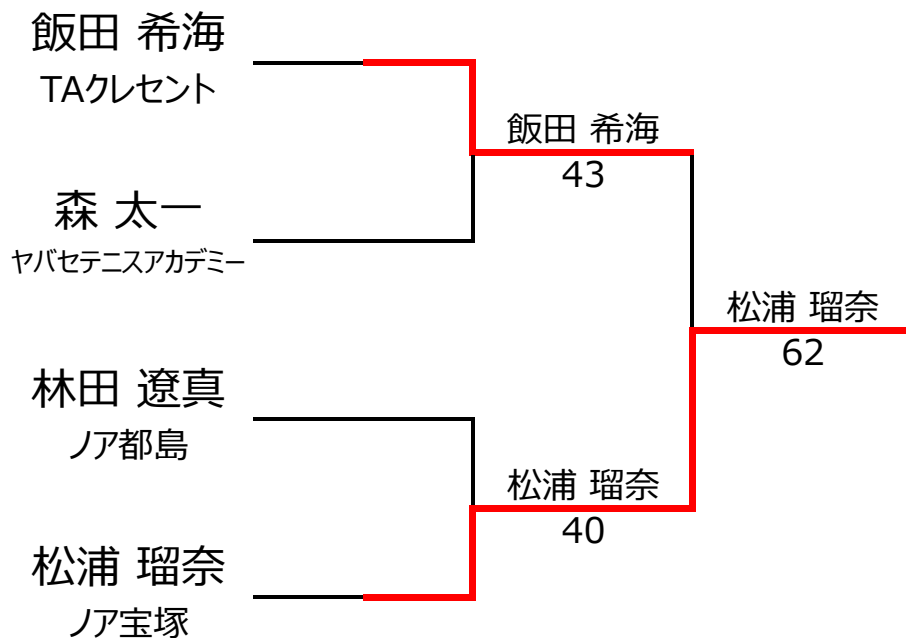 飯田 希海
TAクレセント
飯田 希海
43
森 太一
ヤバセテニスアカデミー
松浦 瑠奈
62
林田 遼真
ノア都島
松浦 瑠奈
40
松浦 瑠奈
ノア宝塚